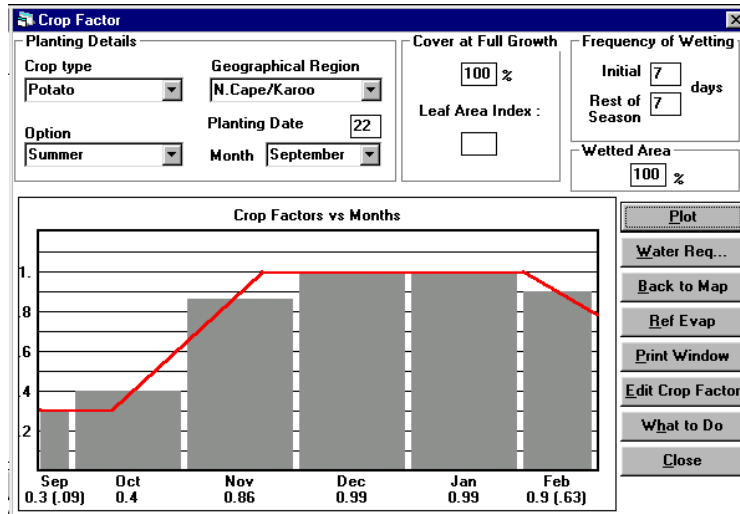 Crop Factor
Planting Details
Crop type
Potato
Geographical Region
N.Cape/Karoo
Option
Summer
Planting Date 22
Month September
Cover at Full Growth
100 %
Leaf Area Index :
Frequency of Wetting
Initial 7
days
Rest of Season 7
Wetted Area
100 %
Crop Factors vs Months
1.
.8
.6
.4
.2
Sep Oct Nov Dec Jan Feb
0.3 (.09) 0.4 0.86 0.99 0.99 0.9 (.63)
Plot
Water Req...
Back to Map
Ref Evap
Print Window
Edit Crop Factor
What to Do
Close